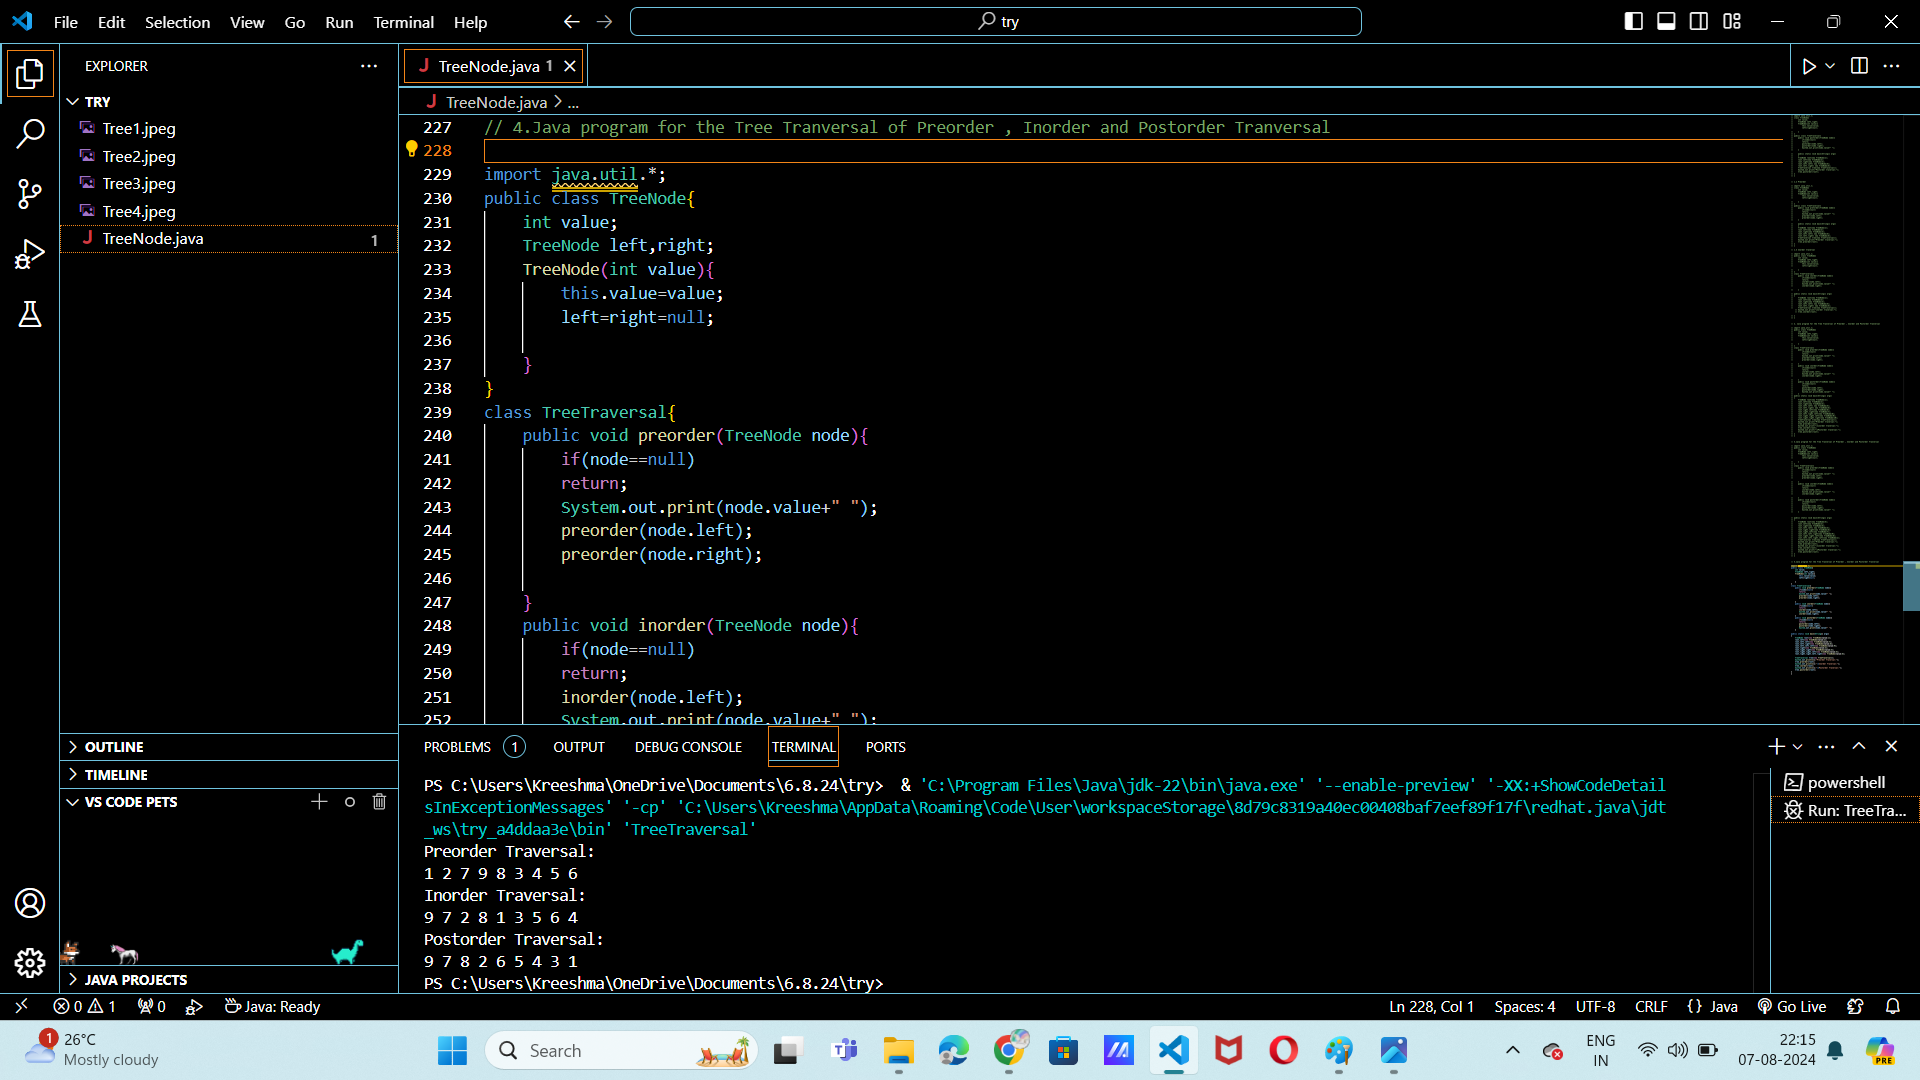 File Edit Selection View Go Run Terminal Help
try
EXPLORER
TRY
Tree1.jpeg
Tree2.jpeg
Tree3.jpeg
Tree4.jpeg
TreeNode.java 1
OUTLINE
TIMELINE
VS CODE PETS
JAVA PROJECTS
TreeNode.java 1
TreeNode.java > ...
227 // 4.Java program for the Tree Tranversal of Preorder , Inorder and Postorder Tranversal
228
229 import java.util.*;
230 public class TreeNode{
231 int value;
232 TreeNode left,right;
233 TreeNode(int value){
234 this.value=value;
235 left=right=null;
236
237 }
238 }
239 class TreeTraversal{
240 public void preorder(TreeNode node){
241 if(node==null)
242 return;
243 System.out.print(node.value+" ");
244 preorder(node.left);
245 preorder(node.right);
246
247 }
248 public void inorder(TreeNode node){
249 if(node==null)
250 return;
251 inorder(node.left);
252 System.out.print(node.value+" ");
PROBLEMS 1 OUTPUT DEBUG CONSOLE TERMINAL PORTS
PS C:\Users\Kreeshma\OneDrive\Documents\6.8.24\try> & 'C:\Program Files\Java\jdk-22\bin\java.exe' '--enable-preview' '-XX:+ShowCodeDetail
sInExceptionMessages' '-cp' 'C:\Users\Kreeshma\AppData\Roaming\Code\User\workspaceStorage\8d79c8319a40ec00408baf7eef89f17f\redhat.java\jdt
_ws\try_a4ddaa3e\bin' 'TreeTraversal'
Preorder Traversal:
1 2 7 9 8 3 4 5 6
Inorder Traversal:
9 7 2 8 1 3 5 6 4
Postorder Traversal:
9 7 8 2 6 5 4 3 1
PS C:\Users\Kreeshma\OneDrive\Documents\6.8.24\try>
powershell
Run: TreeTra...
0 1 0 Java: Ready
Ln 228, Col 1 Spaces: 4 UTF-8 CRLF {} Java Go Live
1 26°C
Mostly cloudy
Search
ENG
IN
22:15
07-08-2024
PRE